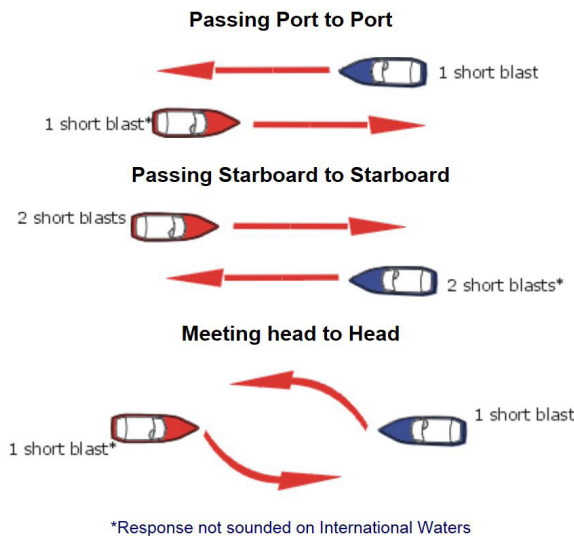 Passing Port to Port
1 short blast
1 short blast*
Passing Starboard to Starboard
2 short blasts
2 short blasts*
Meeting head to Head
1 short blast
1 short blast*
*Response not sounded on International Waters